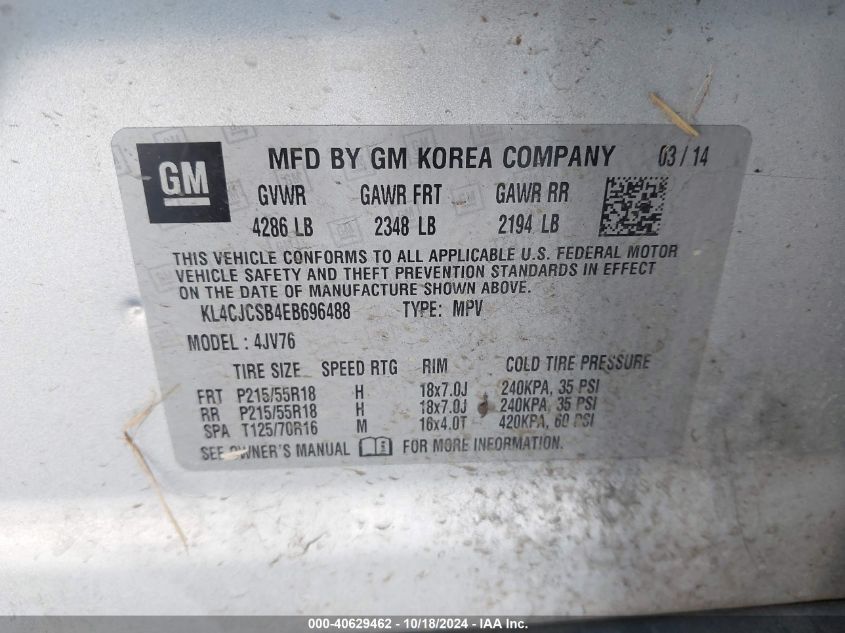 GM
MFD BY GM KOREA COMPANY 03/14
GVWR GAWR FRT GAWR RR
4286 LB 2348 LB 2194 LB
THIS VEHICLE CONFORMS TO ALL APPLICABLE U.S. FEDERAL MOTOR
VEHICLE SAFETY AND THEFT PREVENTION STANDARDS IN EFFECT
ON THE DATE OF MANUFACTURE SHOWN ABOVE.
KL4CJCSB4EB696488 TYPE: MPV
MODEL : 4JV76
TIRE SIZE SPEED RTG RIM COLD TIRE PRESSURE
FRT P215/55R18 H 18x7.0J 240KPA, 35 PSI
RR P215/55R18 H 18x7.0J 240KPA, 35 PSI
SPA T125/70R16 M 16x4.0T 420KPA, 60 PSI
SEE OWNER'S MANUAL FOR MORE INFORMATION.
000-40629462 - 10/18/2024 - IAA Inc.